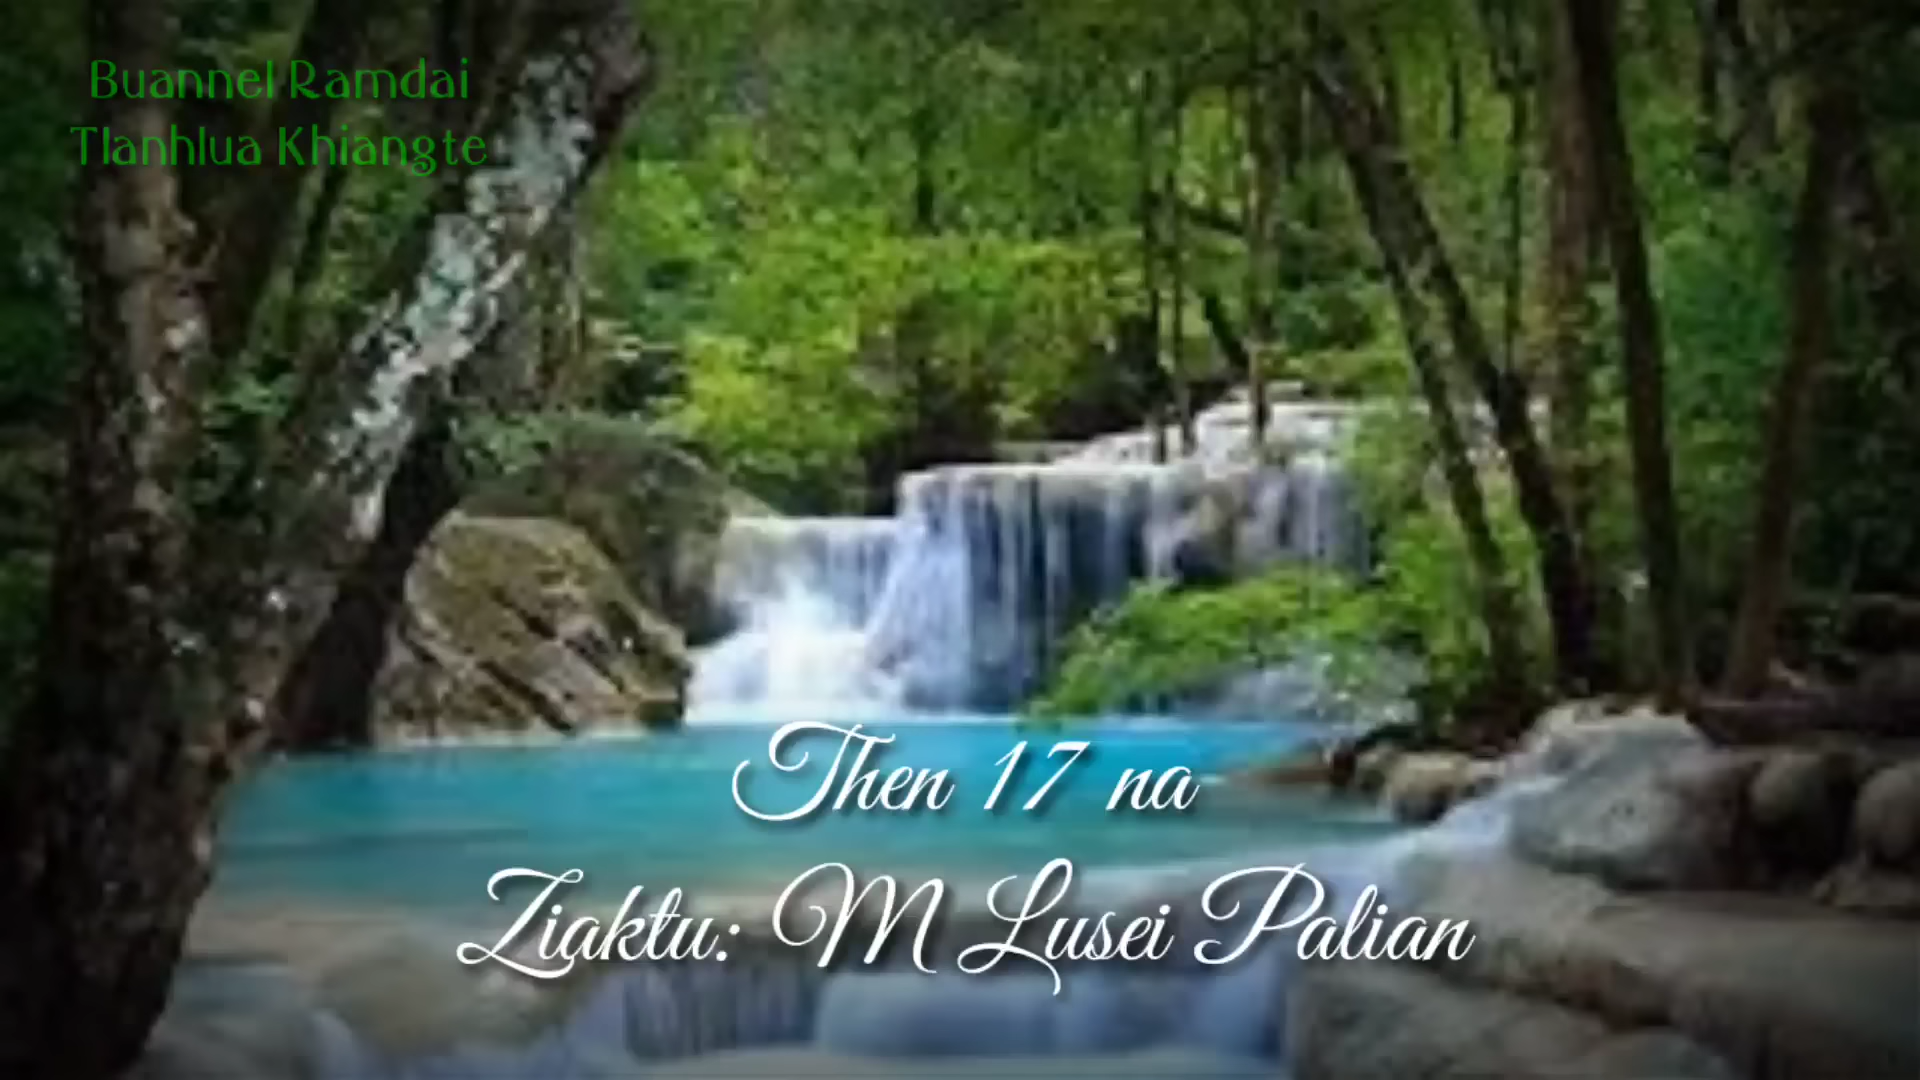 Buannel Ramdai
Tlanhlua Khiangte
Then 17 na
Ziaktu: M Lusei Palian